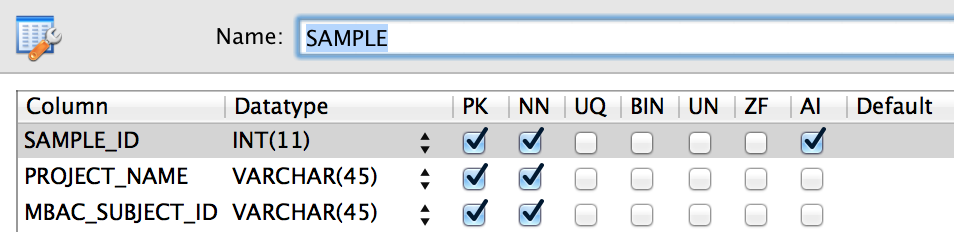 Name: SAMPLE
Column Datatype PK NN UQ BIN UN ZF AI Default
SAMPLE_ID INT(11)
PROJECT_NAME VARCHAR(45)
MBAC_SUBJECT_ID VARCHAR(45)